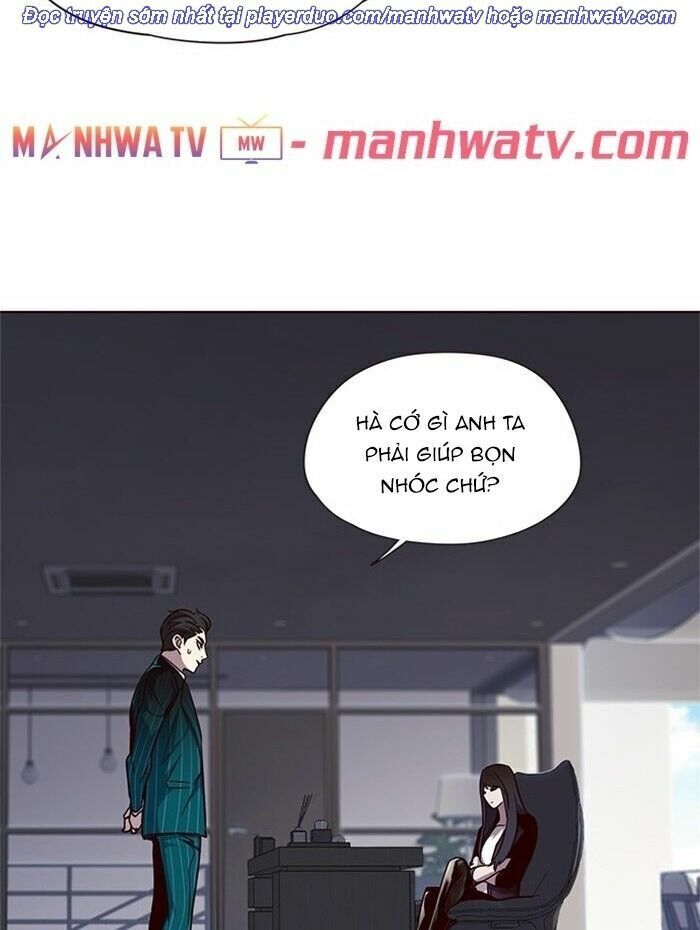 Đọc truyện sớm nhất tại playerduo.com/manhwatv hoặc manhwatv.com
MANHWA TV MW - manhwatv.com
HÀ CỚ GÌ ANH TA
PHẢI GIÚP BỌN
NHÓC CHỨ?